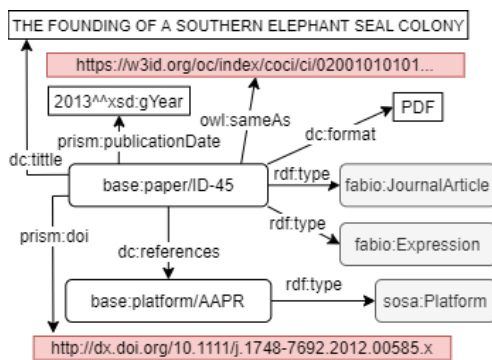 THE FOUNDING OF A SOUTHERN ELEPHANT SEAL COLONY
https://w3id.org/oc/index/coci/ci/02001010101...
2013^^xsd:gYear
owl:sameAs
PDF
prism:publicationDate
dc:format
dc:tittle
base:paper/ID-45
rdf:type
fabio:JournalArticle
prism:doi
rdf:type
dc:references
fabio:Expression
rdf:type
base:platform/AAPR
sosa:Platform
http://dx.doi.org/10.1111/j.1748-7692.2012.00585.x